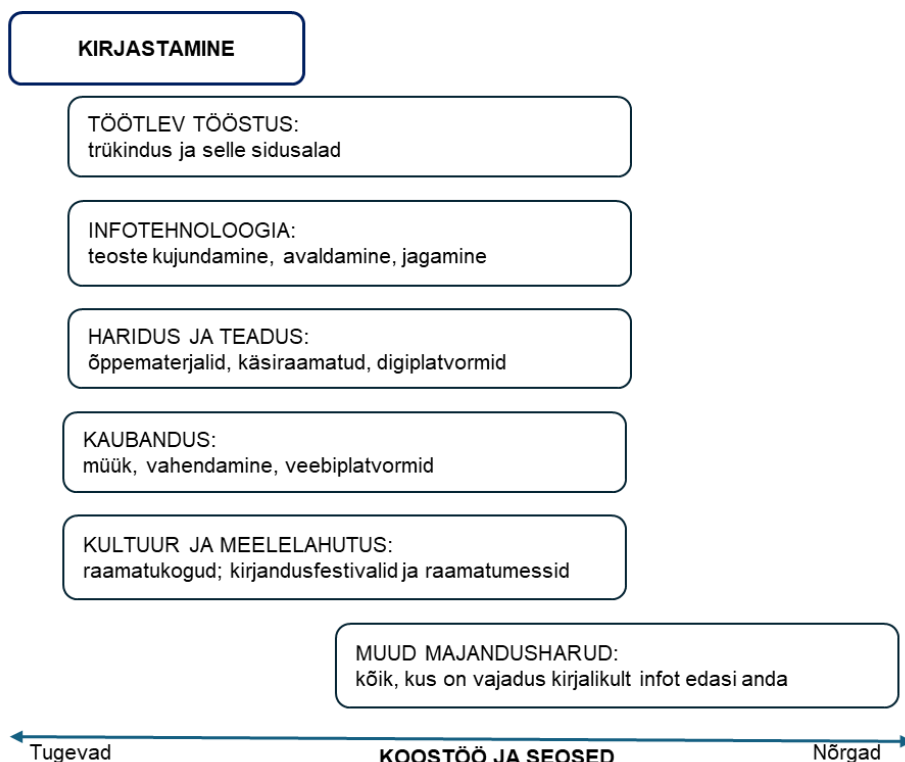 KIRJASTAMINE
TÖÖTLEV TÖÖSTUS:
trükindus ja selle sidusalad
INFOTEHNOLOOGIA:
teoste kujundamine, avaldamine, jagamine
HARIDUS JA TEADUS:
õppematerjalid, käsiraamatud, digiplatvormid
KAUBANDUS:
müük, vahendamine, veebiplatvormid
KULTUUR JA MEELELAHUTUS:
raamatukogud; kirjandusfestivalid ja raamatumessid
MUUD MAJANDUSHARUD:
kõik, kus on vajadus kirjalikult infot edasi anda
Tugevad KOOSTÖÖ JA SEOSED Nõrgad